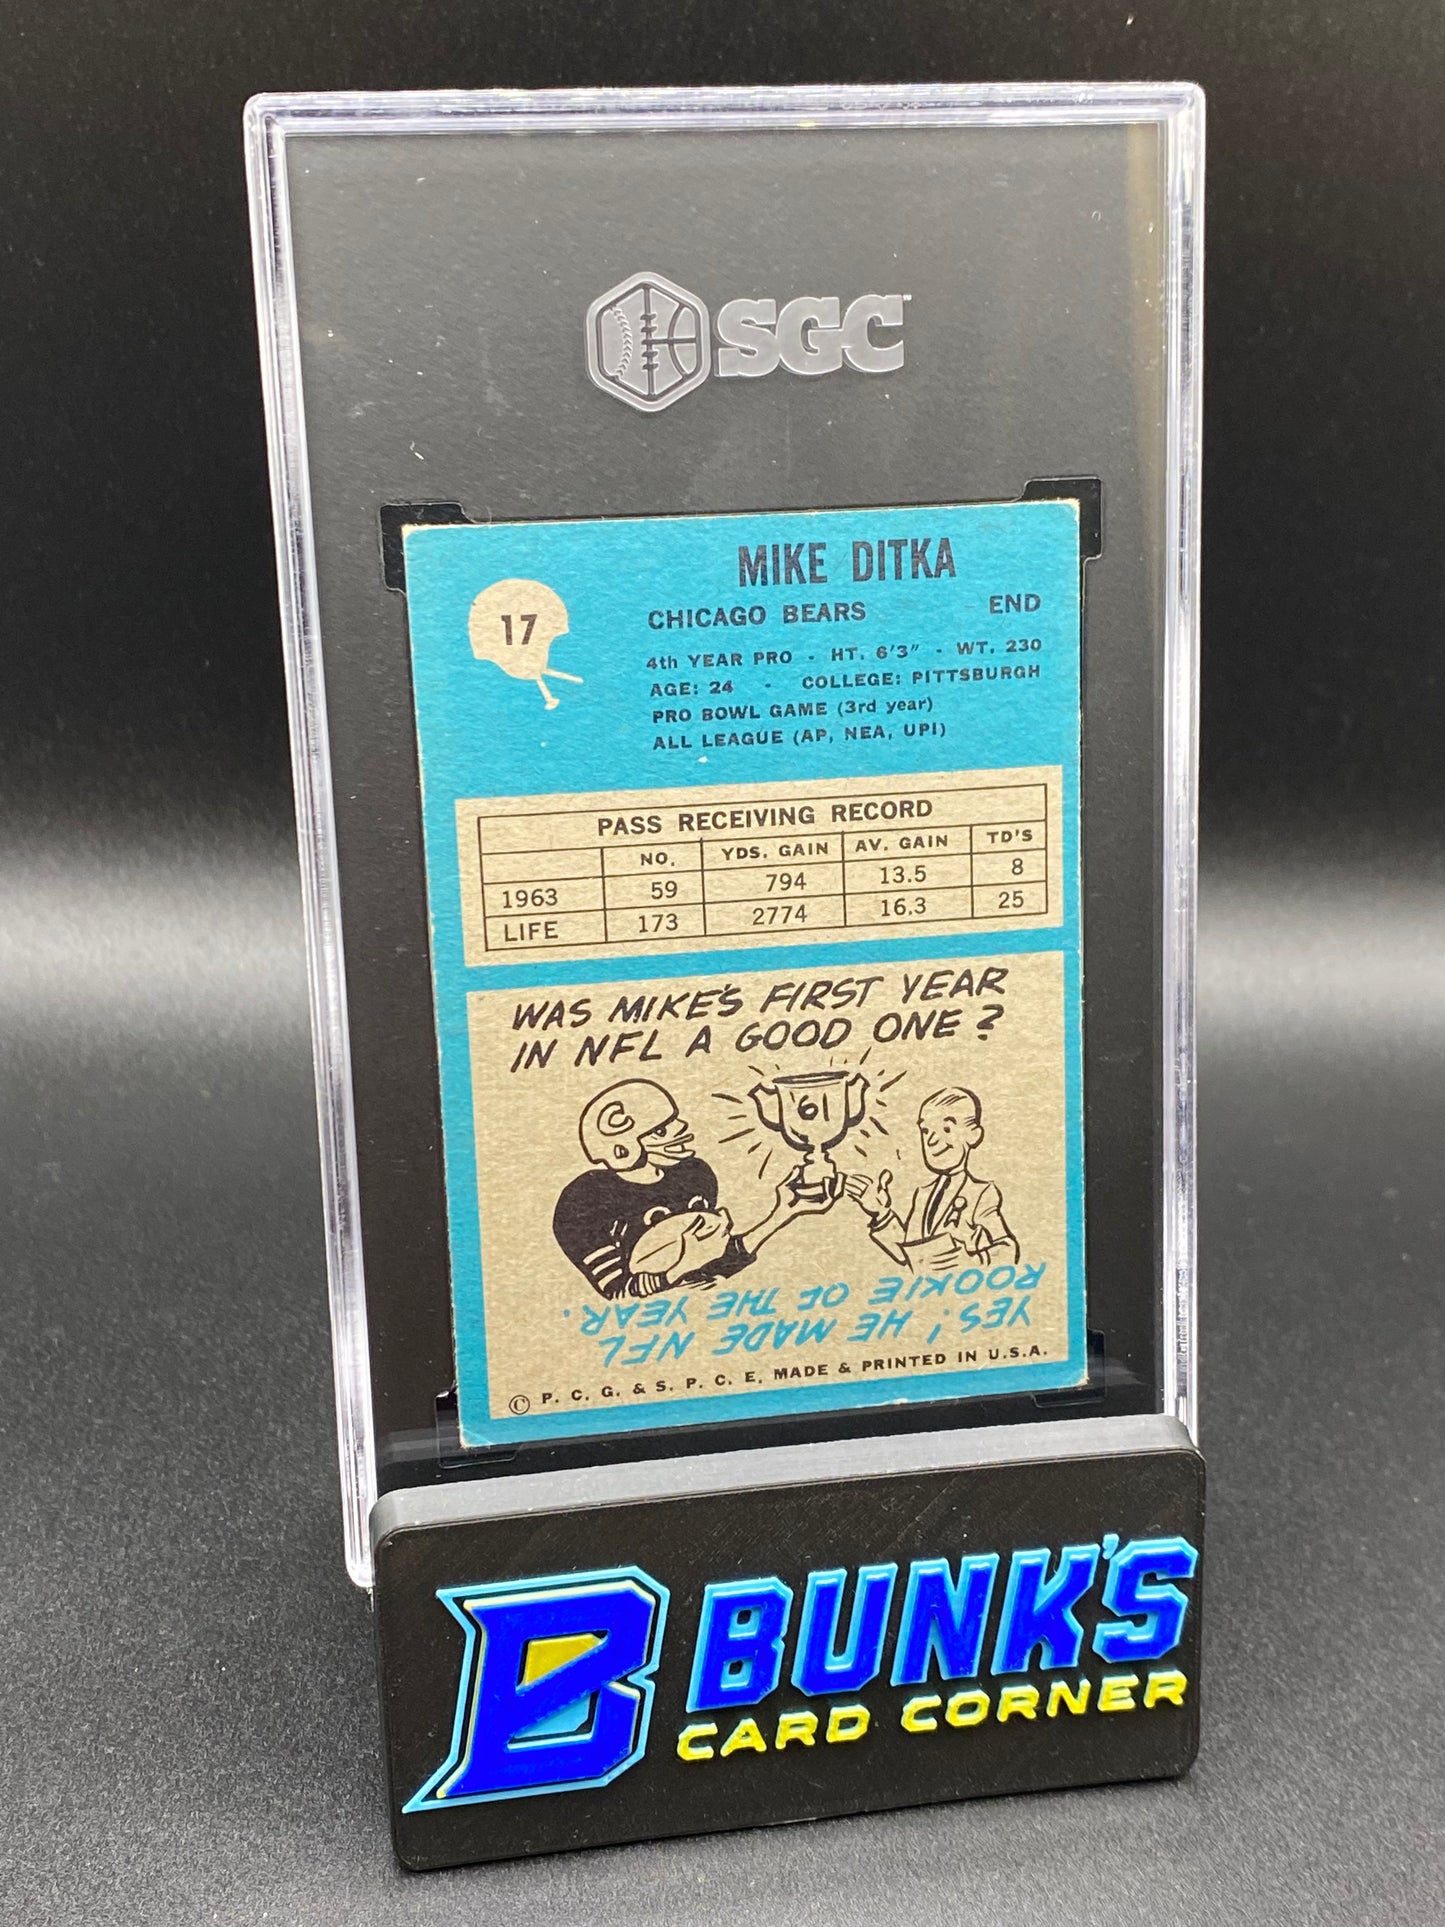 SGC
MIKE DITKA
17
CHICAGO BEARS END
4th YEAR PRO - HT. 6'3" - WT. 230
AGE: 24 - COLLEGE: PITTSBURGH
PRO BOWL GAME (3rd year)
ALL LEAGUE (AP, NEA, UPI)
PASS RECEIVING RECORD
NO. YDS. GAIN AV. GAIN TD'S
1963 59 794 13.5 8
LIFE 173 2774 16.3 25
WAS MIKE'S FIRST YEAR
IN NFL A GOOD ONE?
'61
C
YES! HE MADE NFL
ROOKIE OF THE YEAR.
© P. C. G. & S. P. C. E. MADE & PRINTED IN U.S.A.
B BUNK'S
CARD CORNER